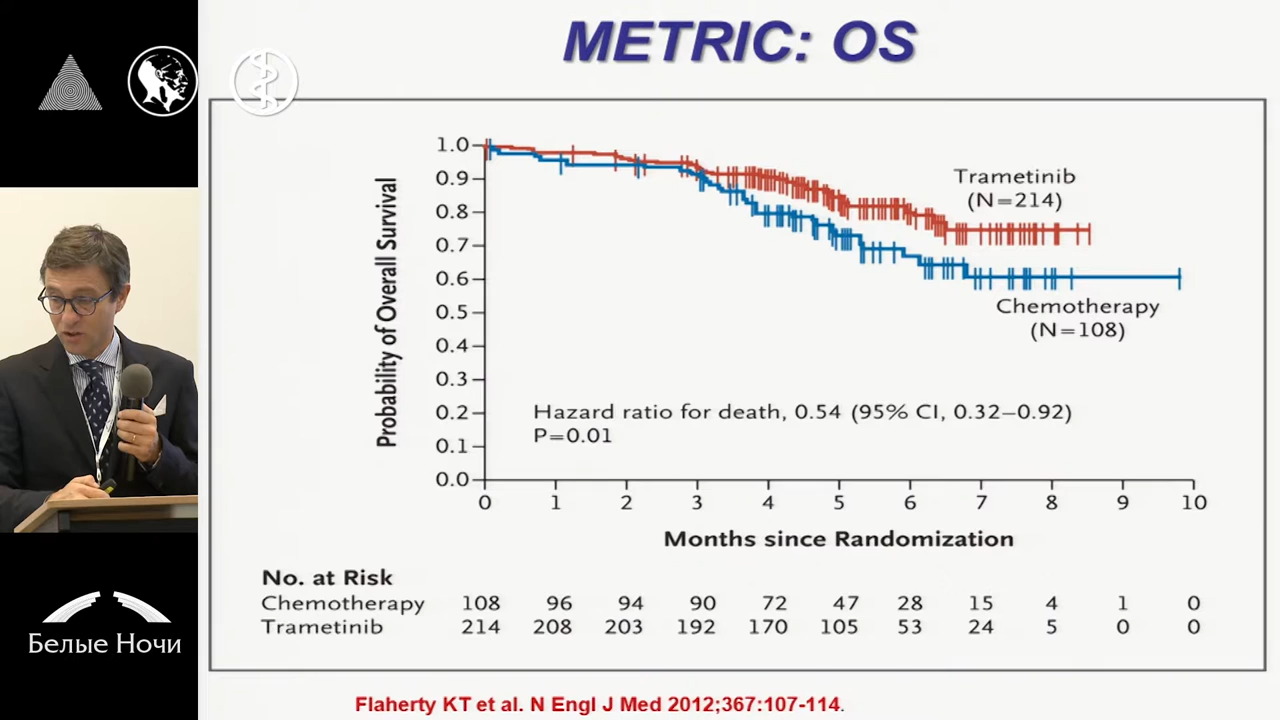 METRIC: OS
Probability of Overall Survival
1.0
0.9
0.8
0.7
0.6
0.5
0.4
0.3
0.2
0.1
0.0
Trametinib
(N=214)
Chemotherapy
(N=108)
Hazard ratio for death, 0.54 (95% CI, 0.32–0.92)
P=0.01
0 1 2 3 4 5 6 7 8 9 10
Months since Randomization
No. at Risk
Chemotherapy 108 96 94 90 72 47 28 15 4 1 0
Trametinib 214 208 203 192 170 105 53 24 5 0 0
Flaherty KT et al. N Engl J Med 2012;367:107-114.
Белые Ночи